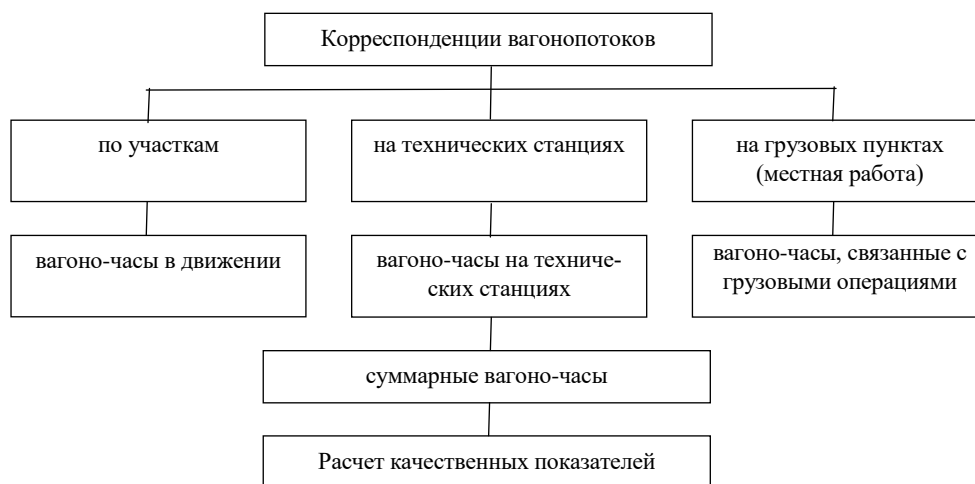 Корреспонденции вагонопотоков
по участкам
на технических станциях
на грузовых пунктах
(местная работа)
вагоно-часы в движении
вагоно-часы на техниче-
ских станциях
вагоно-часы, связанные с
грузовыми операциями
суммарные вагоно-часы
Расчет качественных показателей